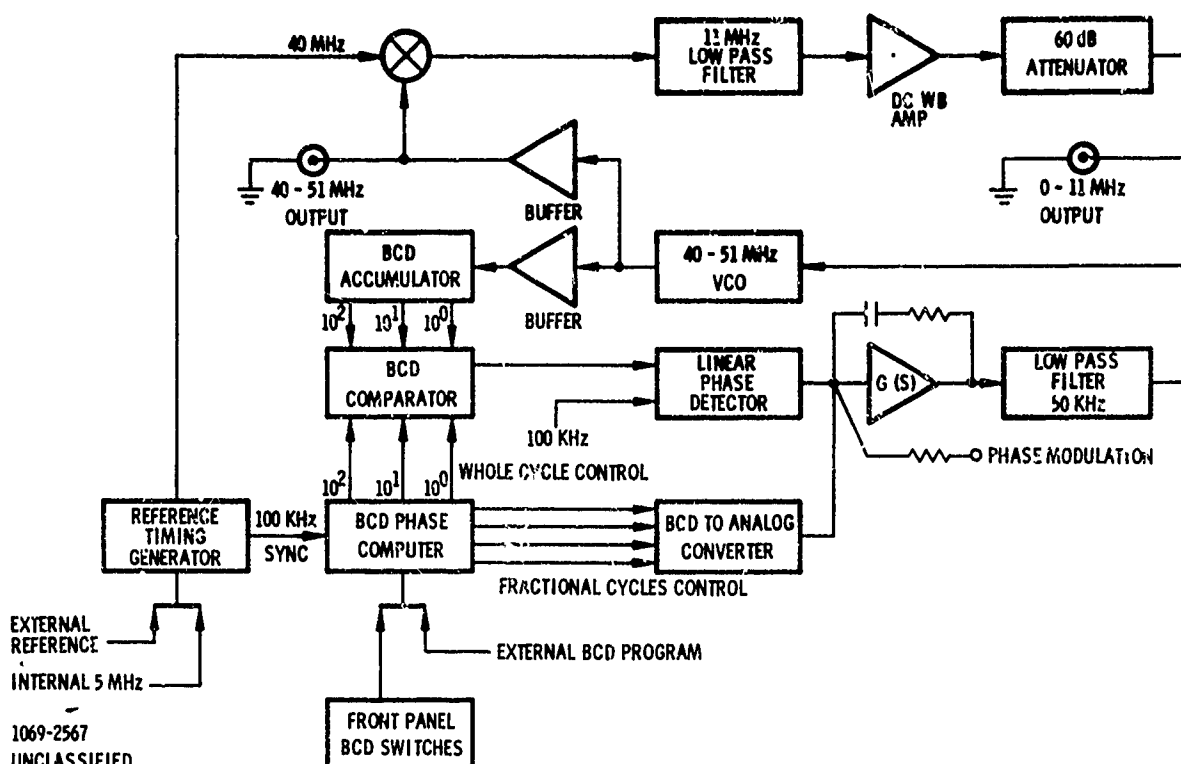 40 MHz
11 MHz
LOW PASS
FILTER
DC WB
AMP
60 dB
ATTENUATOR
40 - 51 MHz
OUTPUT
BUFFER
0 - 11 MHz
OUTPUT
BCD
ACCUMULATOR
BUFFER
40 - 51 MHz
VCO
10² 10¹ 10⁰
BCD
COMPARATOR
LINEAR
PHASE
DETECTOR
G (S)
LOW PASS
FILTER
50 KHz
100 KHz
PHASE MODULATION
WHOLE CYCLE CONTROL
10² 10¹ 10⁰
REFERENCE
TIMING
GENERATOR
100 KHz
SYNC
BCD PHASE
COMPUTER
BCD TO ANALOG
CONVERTER
FRACTIONAL CYCLES CONTROL
EXTERNAL
REFERENCE
INTERNAL 5 MHz
EXTERNAL BCD PROGRAM
FRONT PANEL
BCD SWITCHES
1069-2567
UNCLASSIFIED